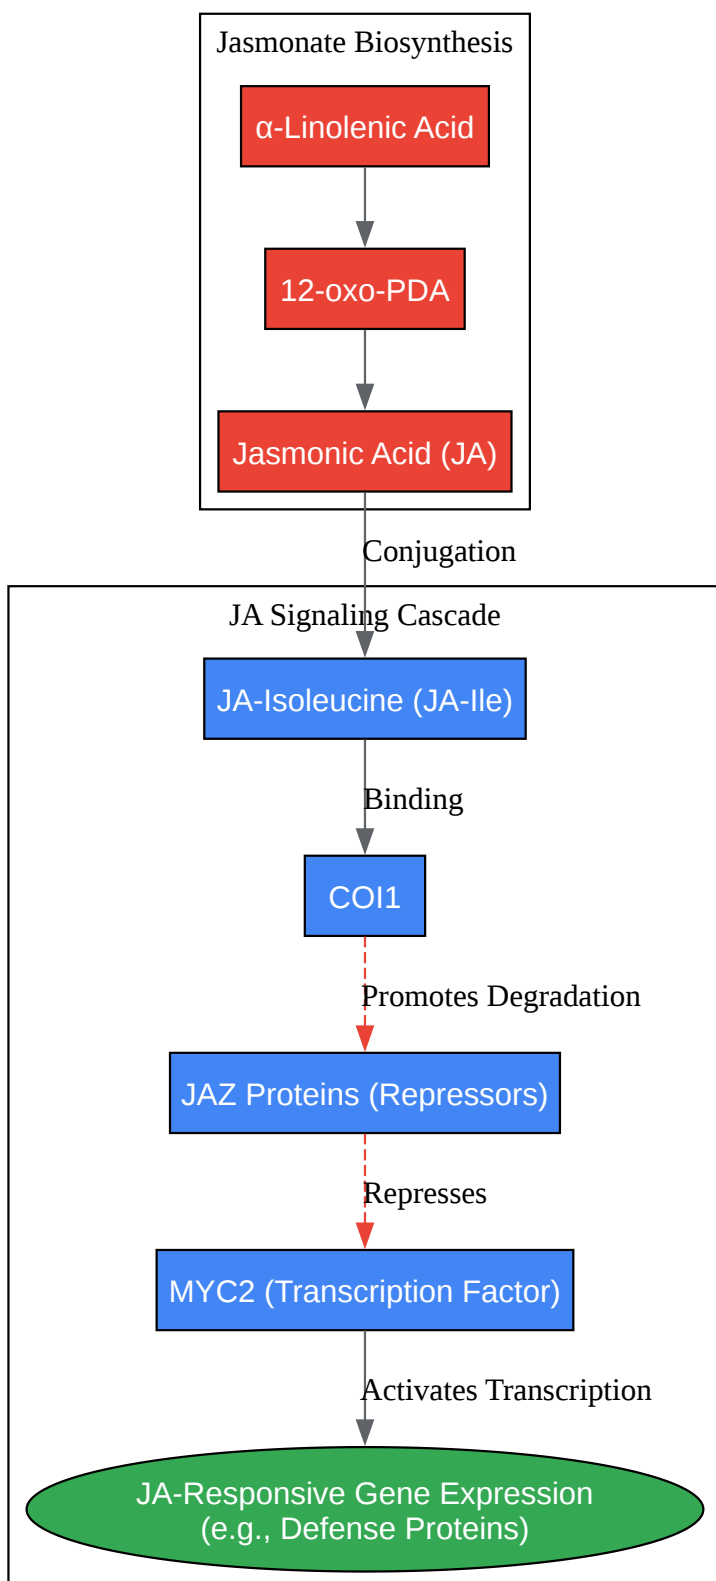 Jasmonate Biosynthesis
α-Linolenic Acid
12-oxo-PDA
Jasmonic Acid (JA)
Conjugation
JA Signaling Cascade
JA-Isoleucine (JA-Ile)
Binding
COI1
Promotes Degradation
JAZ Proteins (Repressors)
Represses
MYC2 (Transcription Factor)
Activates Transcription
JA-Responsive Gene Expression
(e.g., Defense Proteins)